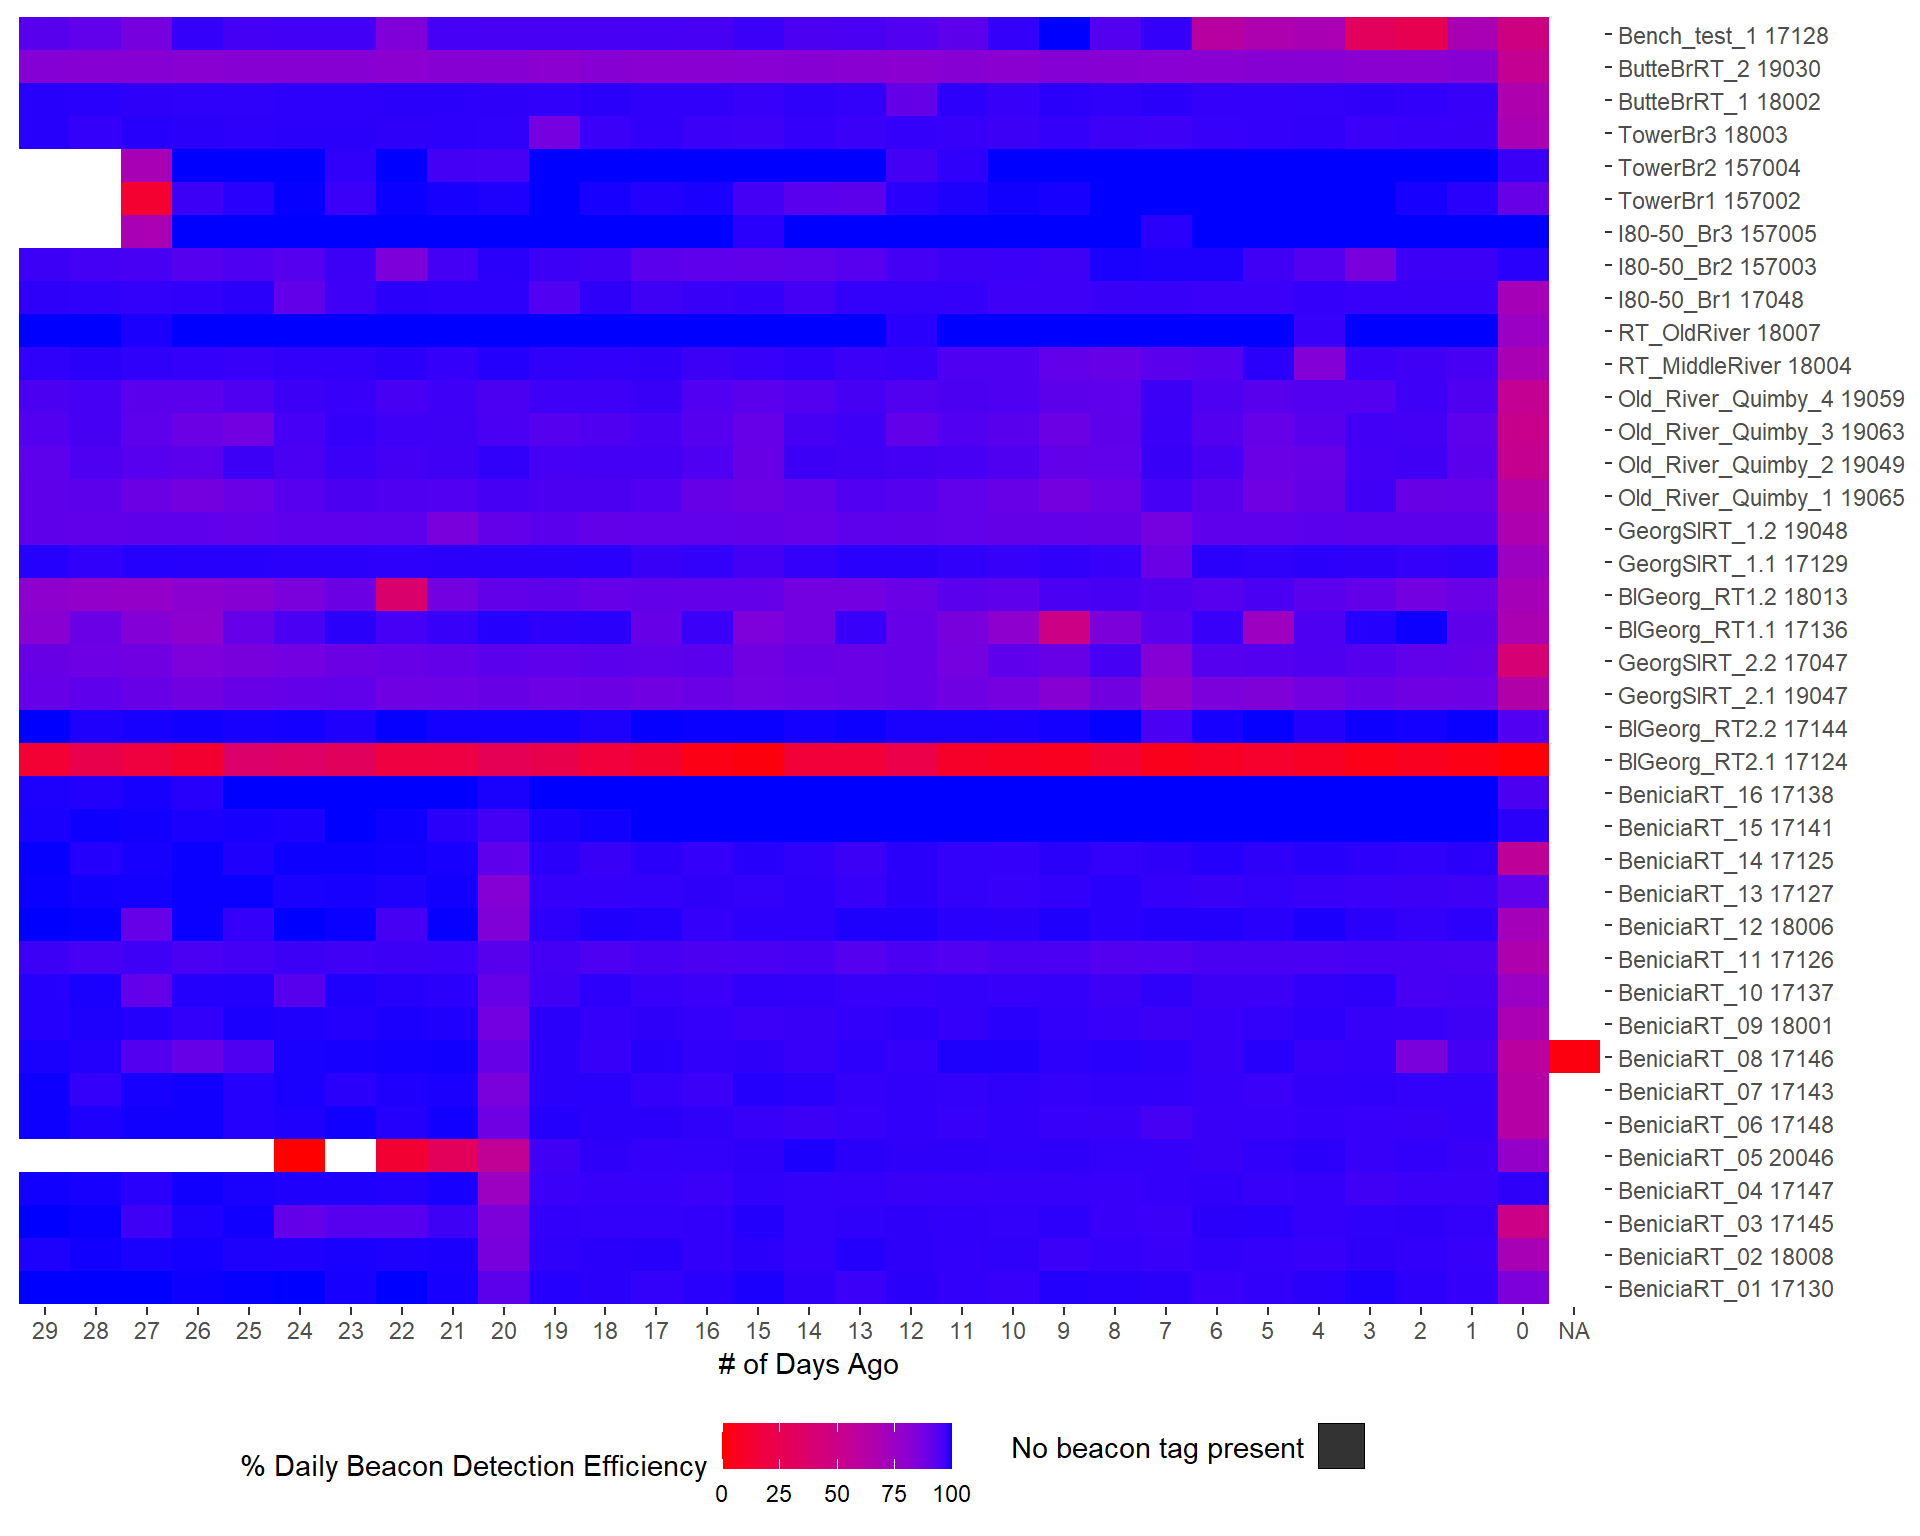 Bench_test_1 17128
ButteBrRT_2 19030
ButteBrRT_1 18002
TowerBr3 18003
TowerBr2 157004
TowerBr1 157002
I80-50_Br3 157005
I80-50_Br2 157003
I80-50_Br1 17048
RT_OldRiver 18007
RT_MiddleRiver 18004
Old_River_Quimby_4 19059
Old_River_Quimby_3 19063
Old_River_Quimby_2 19049
Old_River_Quimby_1 19065
GeorgSlRT_1.2 19048
GeorgSlRT_1.1 17129
BlGeorg_RT1.2 18013
BlGeorg_RT1.1 17136
GeorgSlRT_2.2 17047
GeorgSlRT_2.1 19047
BlGeorg_RT2.2 17144
BlGeorg_RT2.1 17124
BeniciaRT_16 17138
BeniciaRT_15 17141
BeniciaRT_14 17125
BeniciaRT_13 17127
BeniciaRT_12 18006
BeniciaRT_11 17126
BeniciaRT_10 17137
BeniciaRT_09 18001
BeniciaRT_08 17146
BeniciaRT_07 17143
BeniciaRT_06 17148
BeniciaRT_05 20046
BeniciaRT_04 17147
BeniciaRT_03 17145
BeniciaRT_02 18008
BeniciaRT_01 17130
29 28 27 26 25 24 23 22 21 20 19 18 17 16 15 14 13 12 11 10 9 8 7 6 5 4 3 2 1 0 NA
# of Days Ago
% Daily Beacon Detection Efficiency
0 25 50 75 100
No beacon tag present